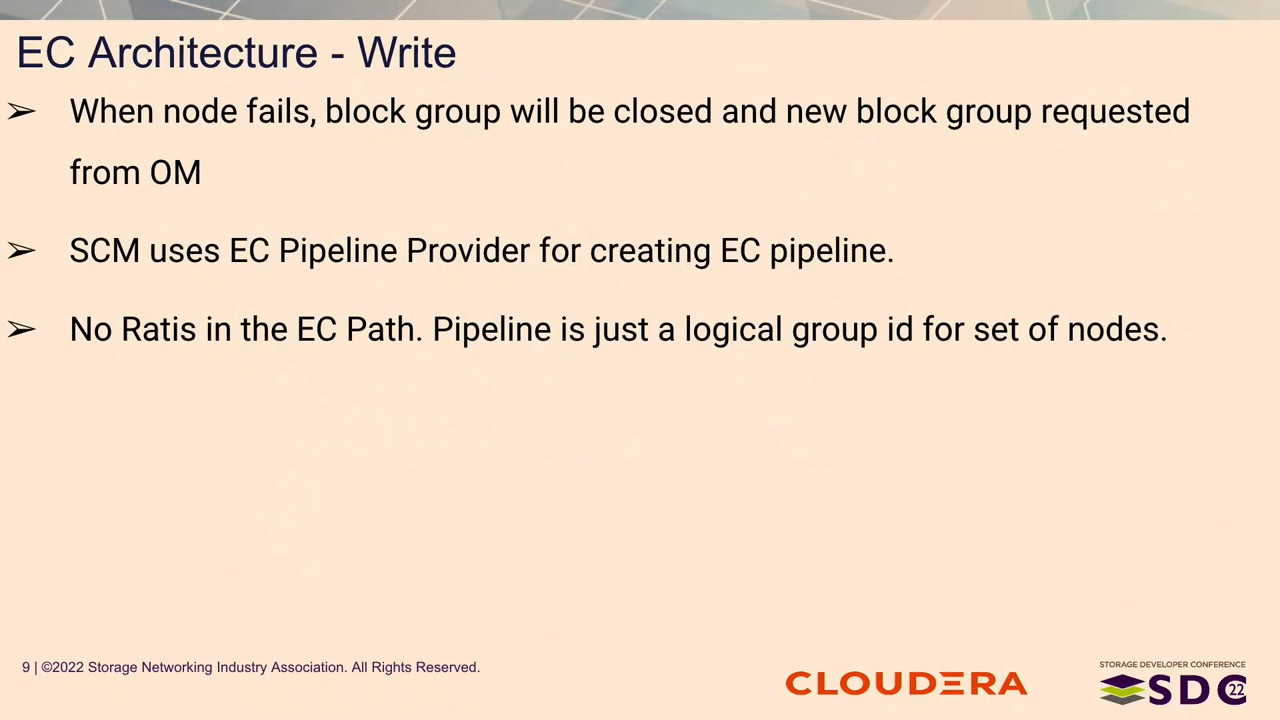 EC Architecture - Write
➢ When node fails, block group will be closed and new block group requested
from OM
➢ SCM uses EC Pipeline Provider for creating EC pipeline.
➢ No Ratis in the EC Path. Pipeline is just a logical group id for set of nodes.
9 | ©2022 Storage Networking Industry Association. All Rights Reserved.
CLOUDERA
STORAGE DEVELOPER CONFERENCE
SDC 22